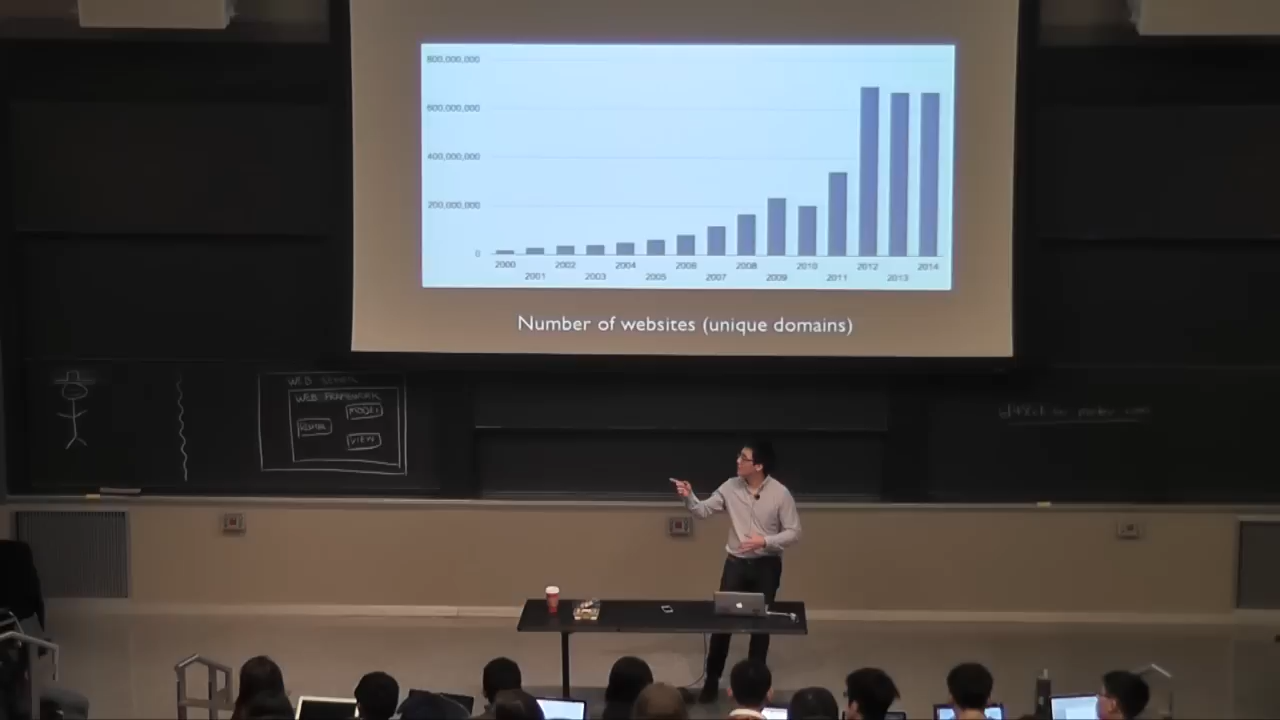 800,000,000
600,000,000
400,000,000
200,000,000
0
2000 2001 2002 2003 2004 2005 2006 2007 2008 2009 2010 2011 2012 2013 2014
Number of websites (unique domains)
WEB
WEB FRAMEWORK
MODEL
VIEW